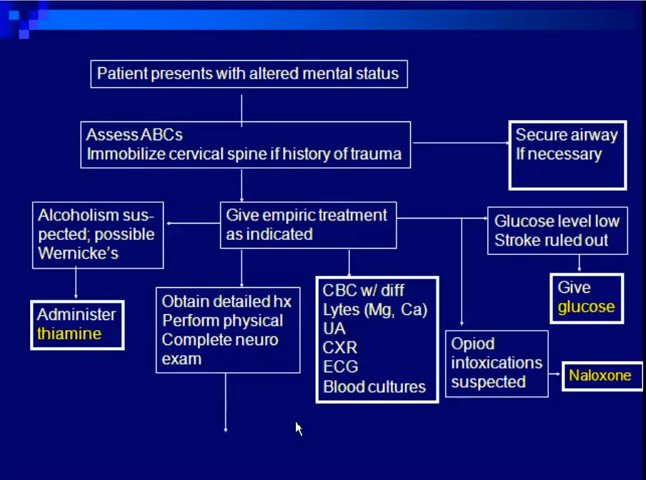 Patient presents with altered mental status
Assess ABCs
Immobilize cervical spine if history of trauma
Secure airway
If necessary
Alcoholism sus-
pected; possible
Wernicke's
Give empiric treatment
as indicated
Glucose level low
Stroke ruled out
Administer
thiamine
Obtain detailed hx
Perform physical
Complete neuro
exam
CBC w/ diff
Lytes (Mg, Ca)
UA
CXR
ECG
Blood cultures
Give
glucose
Opiod
intoxications
suspected
Naloxone